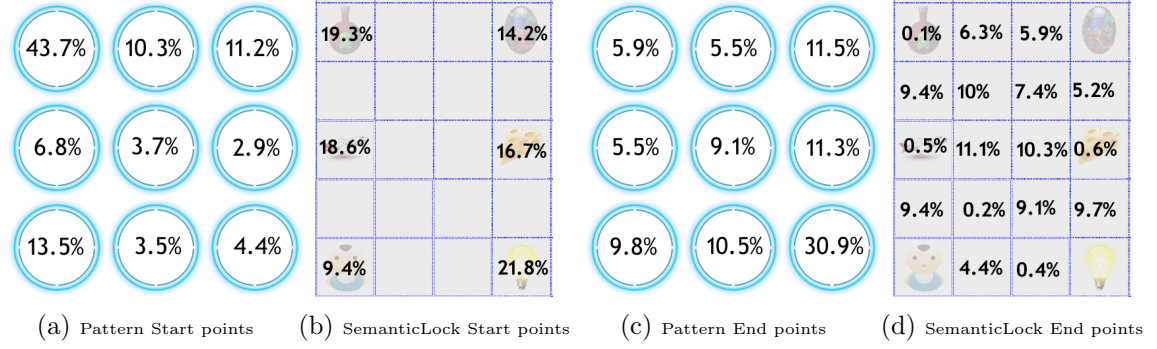 43.7% 10.3% 11.2%
6.8% 3.7% 2.9%
13.5% 3.5% 4.4%
(a) Pattern Start points
19.3% 14.2%
18.6% 16.7%
9.4% 21.8%
(b) SemanticLock Start points
5.9% 5.5% 11.5%
5.5% 9.1% 11.3%
9.8% 10.5% 30.9%
(c) Pattern End points
0.1% 6.3% 5.9%
9.4% 10% 7.4% 5.2%
0.5% 11.1% 10.3% 0.6%
9.4% 0.2% 9.1% 9.7%
4.4% 0.4%
(d) SemanticLock End points